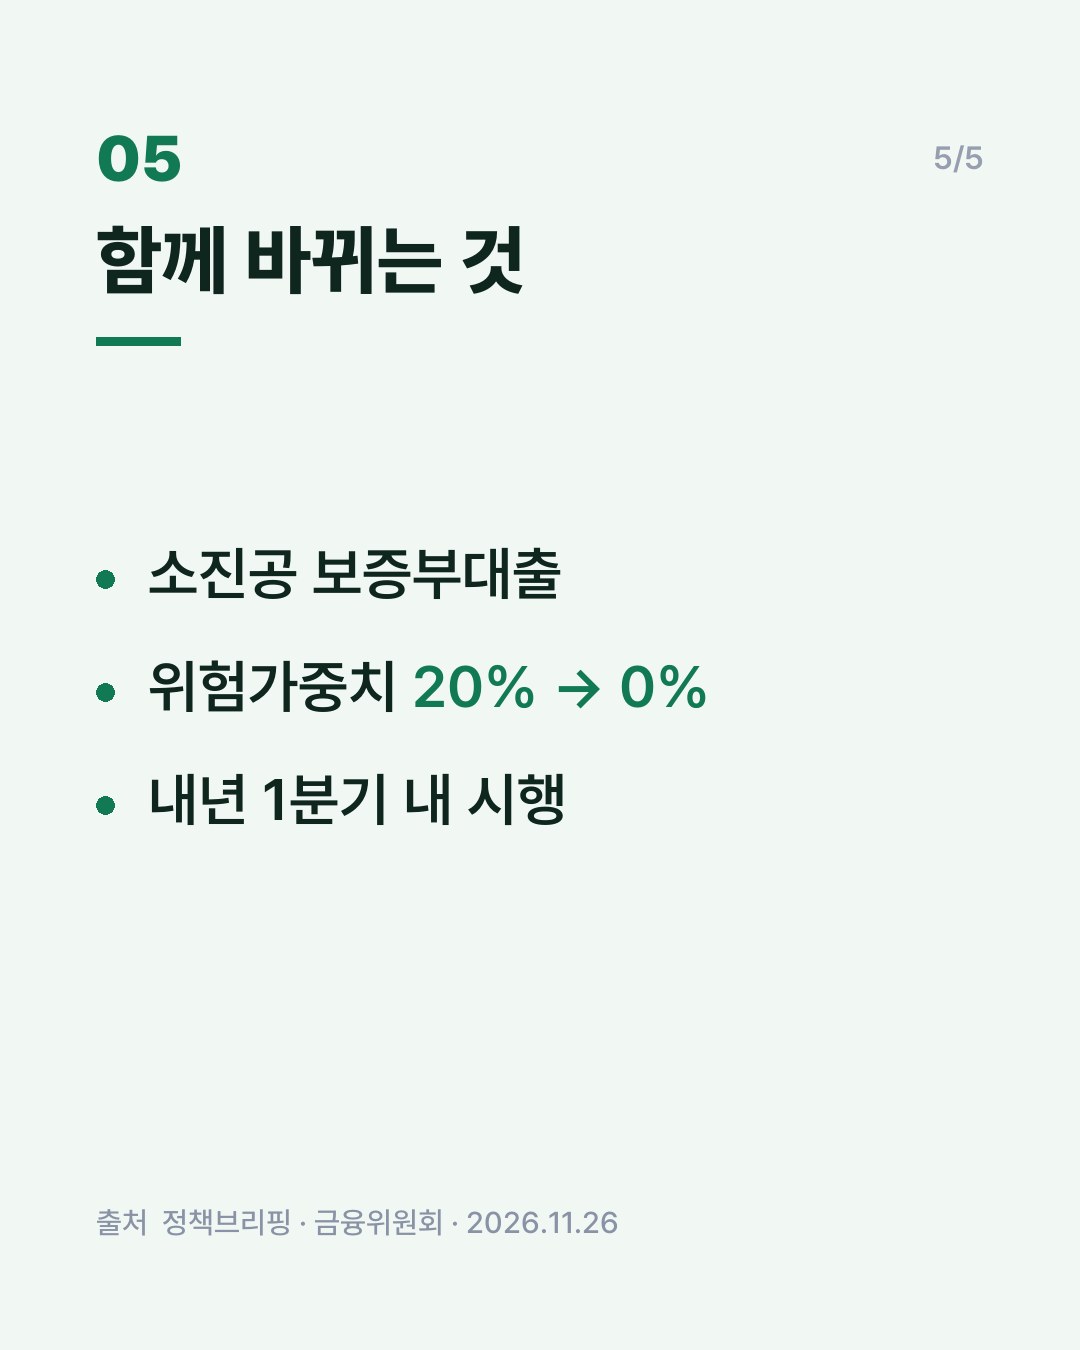 05
5/5
함께 바뀌는 것
소진공 보증부대출
위험가중치 20% → 0%
내년 1분기 내 시행
출처 정책브리핑 · 금융위원회 · 2026.11.26